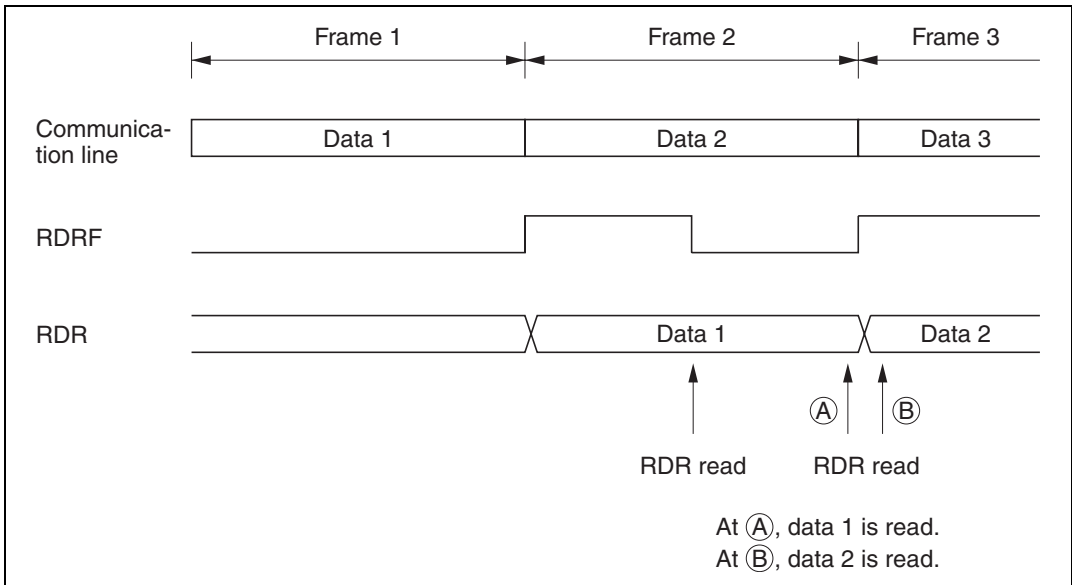 Frame 1 Frame 2 Frame 3
Communica-
tion line
Data 1 Data 2 Data 3
RDRF
RDR
Data 1 Data 2
A B
RDR read RDR read
At A, data 1 is read.
At B, data 2 is read.